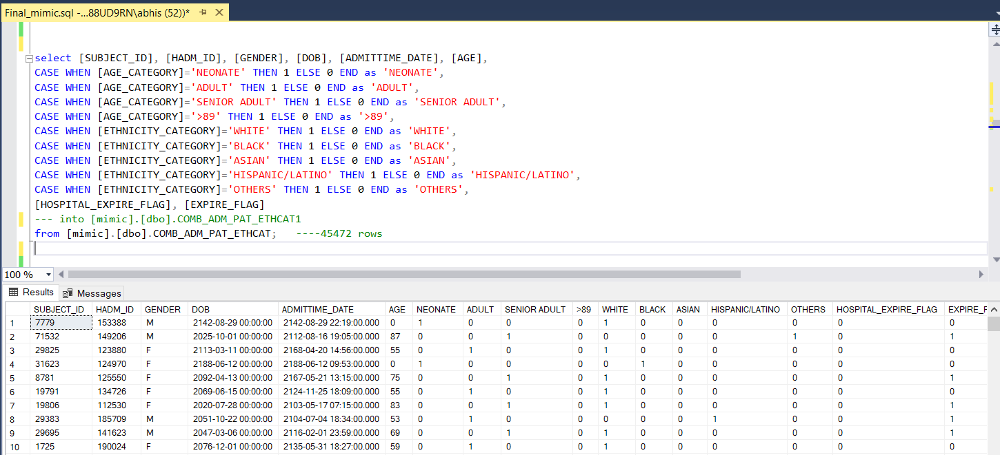 Final_mimic.sql -...88UD9RN\abhis (52))*
select [SUBJECT_ID], [HADM_ID], [GENDER], [DOB], [ADMITTIME_DATE], [AGE],
CASE WHEN [AGE_CATEGORY]='NEONATE' THEN 1 ELSE 0 END as 'NEONATE',
CASE WHEN [AGE_CATEGORY]='ADULT' THEN 1 ELSE 0 END as 'ADULT',
CASE WHEN [AGE_CATEGORY]='SENIOR ADULT' THEN 1 ELSE 0 END as 'SENIOR ADULT',
CASE WHEN [AGE_CATEGORY]='>89' THEN 1 ELSE 0 END as '>89',
CASE WHEN [ETHNICITY_CATEGORY]='WHITE' THEN 1 ELSE 0 END as 'WHITE',
CASE WHEN [ETHNICITY_CATEGORY]='BLACK' THEN 1 ELSE 0 END as 'BLACK',
CASE WHEN [ETHNICITY_CATEGORY]='ASIAN' THEN 1 ELSE 0 END as 'ASIAN',
CASE WHEN [ETHNICITY_CATEGORY]='HISPANIC/LATINO' THEN 1 ELSE 0 END as 'HISPANIC/LATINO',
CASE WHEN [ETHNICITY_CATEGORY]='OTHERS' THEN 1 ELSE 0 END as 'OTHERS',
[HOSPITAL_EXPIRE_FLAG], [EXPIRE_FLAG]
--- into [mimic].[dbo].COMB_ADM_PAT_ETHCAT1
from [mimic].[dbo].COMB_ADM_PAT_ETHCAT; ----45472 rows
100 %
Results Messages
SUBJECT_ID HADM_ID GENDER DOB ADMITTIME_DATE AGE NEONATE ADULT SENIOR ADULT >89 WHITE BLACK ASIAN HISPANIC/LATINO OTHERS HOSPITAL_EXPIRE_FLAG EXPIRE_F
1 7779 153388 M 2142-08-29 00:00:00 2142-08-29 22:19:00.000 0 1 0 0 0 1 0 0 0 0 0 0
2 71532 149206 M 2025-10-01 00:00:00 2112-08-16 19:05:00.000 87 0 0 1 0 0 0 0 0 1 0 1
3 29825 123880 F 2113-03-11 00:00:00 2168-04-20 14:56:00.000 55 0 1 0 0 1 0 0 0 0 0 0
4 31623 124970 F 2188-06-12 00:00:00 2188-06-12 09:53:00.000 0 1 0 0 0 0 1 0 0 0 0 0
5 8781 125550 F 2092-04-13 00:00:00 2167-05-21 13:15:00.000 75 0 0 1 0 1 0 0 0 0 0 1
6 19791 134726 F 2069-06-15 00:00:00 2124-11-25 18:09:00.000 55 0 1 0 0 1 0 0 0 0 0 0
7 19806 112530 F 2020-07-28 00:00:00 2103-05-17 07:15:00.000 83 0 0 1 0 1 0 0 0 0 0 1
8 29383 185709 M 2051-10-22 00:00:00 2104-07-04 18:34:00.000 53 0 1 0 0 0 0 0 1 0 0 1
9 29695 141623 M 2047-03-06 00:00:00 2116-02-01 23:59:00.000 69 0 0 1 0 1 0 0 0 0 0 1
10 1725 190024 F 2076-12-01 00:00:00 2135-05-31 18:27:00.000 59 0 1 0 0 1 0 0 0 0 0 0